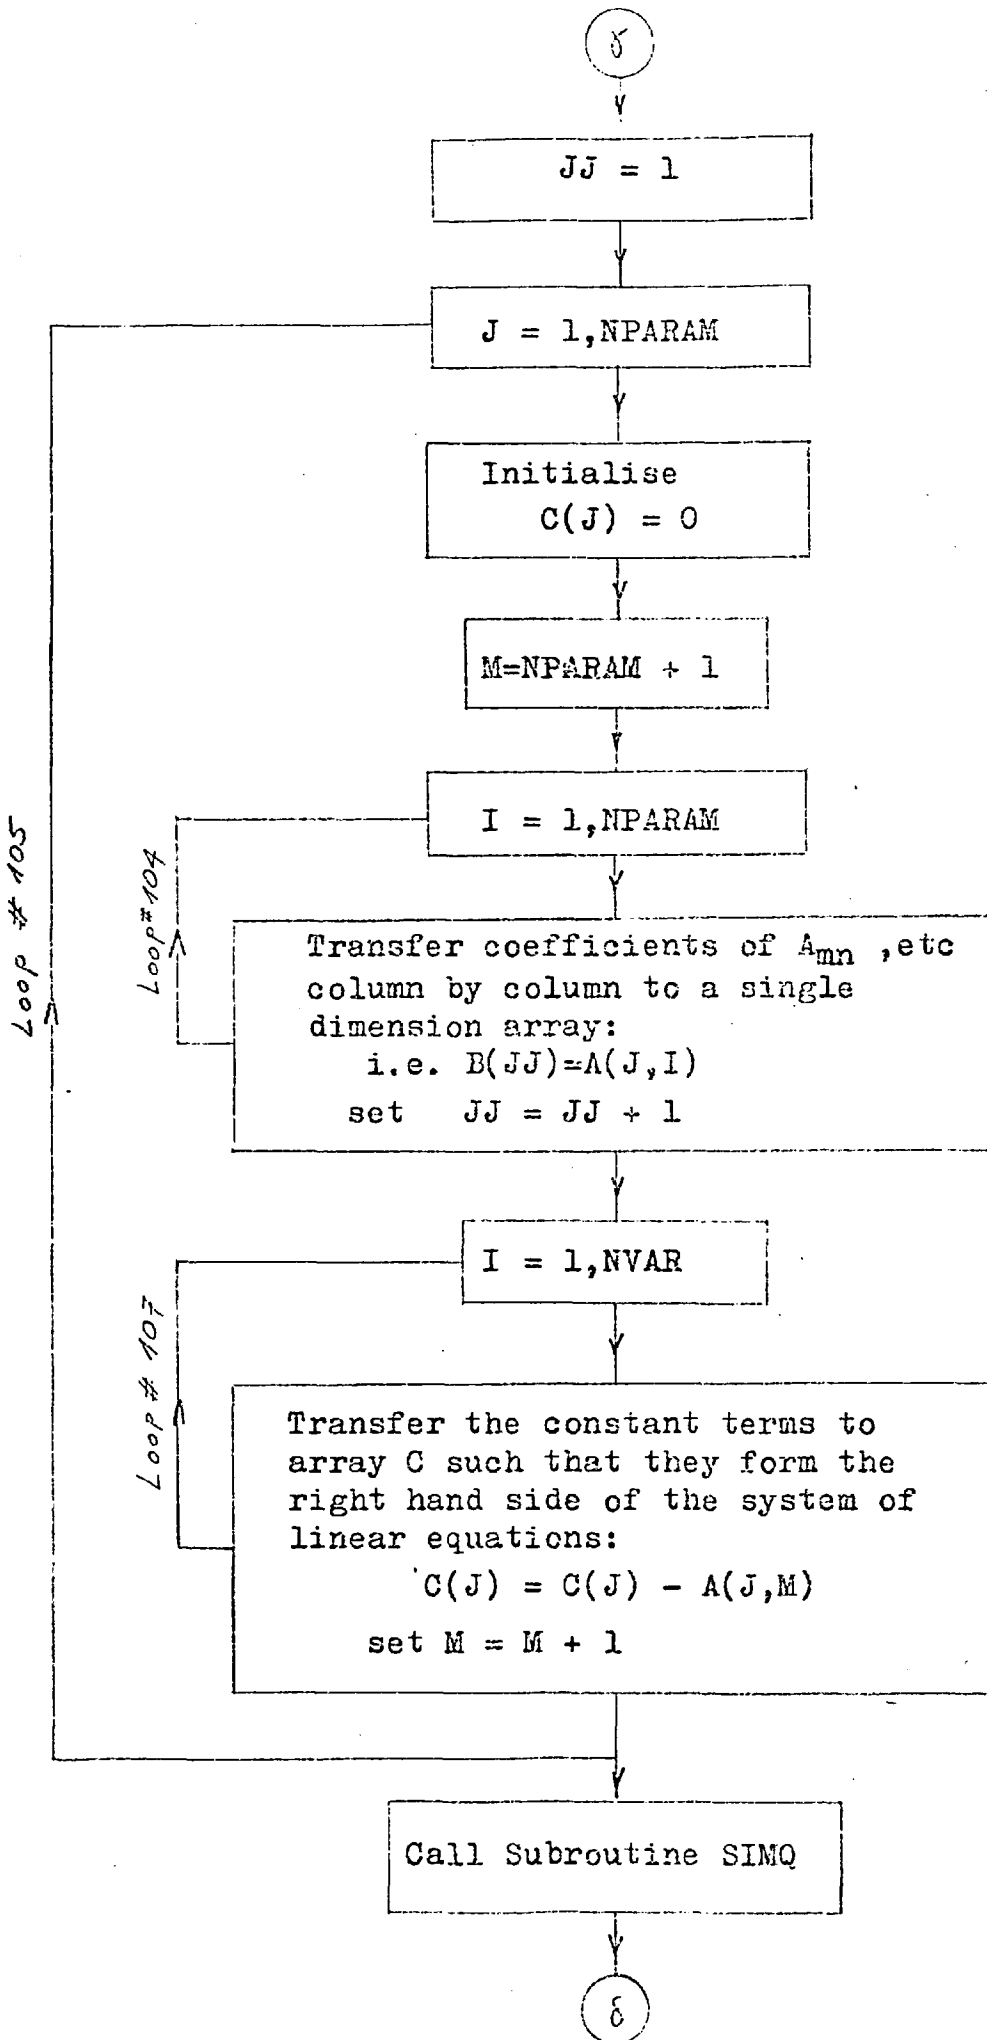 γ
JJ = 1
J = 1,NPARAM
Initialise
C(J) = 0
M=NPARAM + 1
I = 1,NPARAM
Loop # 105
Loop # 104
Transfer coefficients of Amn ,etc
column by column to a single
dimension array:
i.e. B(JJ)=A(J,I)
set JJ = JJ + 1
I = 1,NVAR
Loop # 107
Transfer the constant terms to
array C such that they form the
right hand side of the system of
linear equations:
C(J) = C(J) - A(J,M)
set M = M + 1
Call Subroutine SIMQ
δ